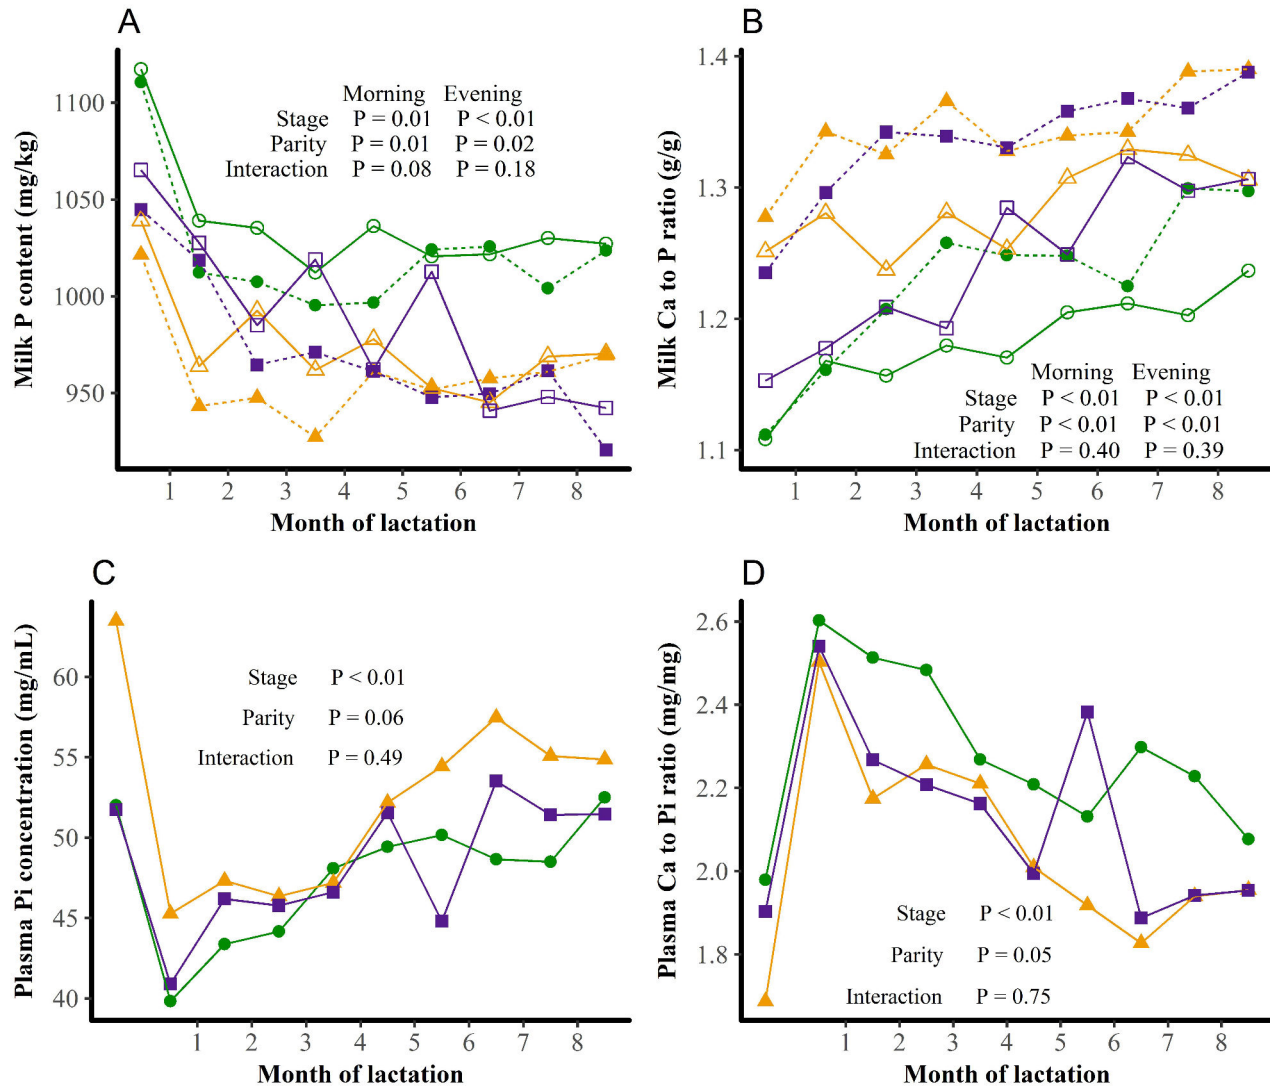 A
Milk P content (mg/kg)
1100
1050
1000
950
Morning Evening
Stage P = 0.01 P < 0.01
Parity P = 0.01 P = 0.02
Interaction P = 0.08 P = 0.18
1 2 3 4 5 6 7 8
Month of lactation
B
Milk Ca to P ratio (g/g)
1.4
1.3
1.2
1.1
Morning Evening
Stage P < 0.01 P < 0.01
Parity P < 0.01 P < 0.01
Interaction P = 0.40 P = 0.39
1 2 3 4 5 6 7 8
Month of lactation
C
Plasma Pi concentration (mg/mL)
60
55
50
45
40
Stage P < 0.01
Parity P = 0.06
Interaction P = 0.49
1 2 3 4 5 6 7 8
Month of lactation
D
Plasma Ca to Pi ratio (mg/mg)
2.6
2.4
2.2
2.0
1.8
Stage P < 0.01
Parity P = 0.05
Interaction P = 0.75
1 2 3 4 5 6 7 8
Month of lactation